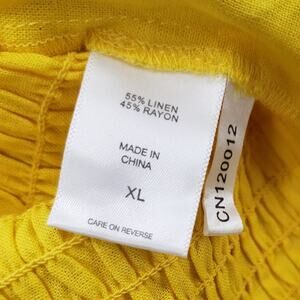 55% LINEN
45% RAYON
MADE IN
CHINA
XL
CARE ON REVERSE
CN120012